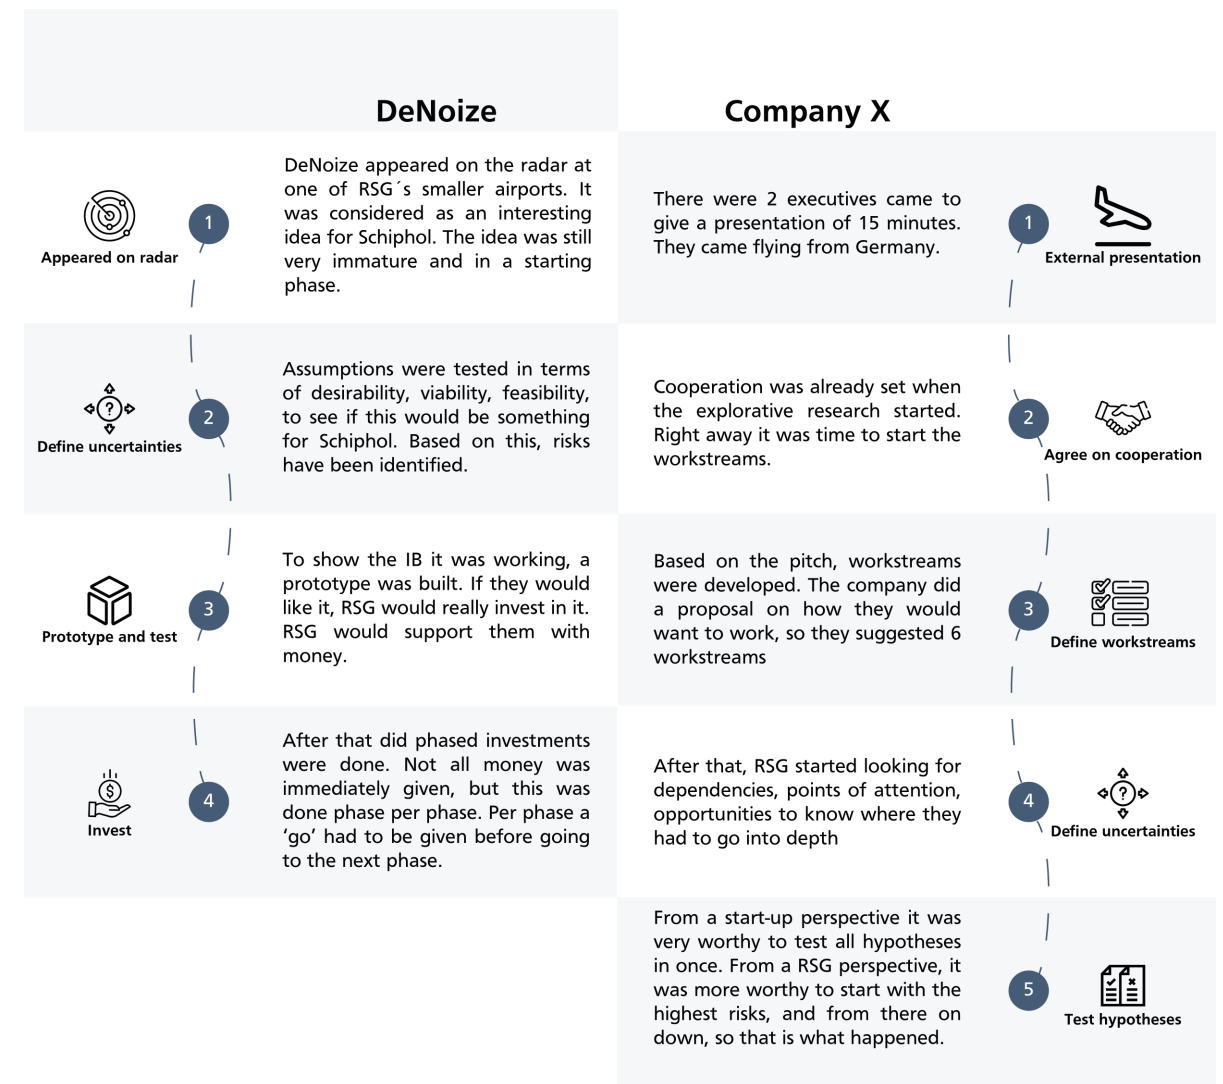 DeNoize
DeNoize appeared on the radar at
one of RSG´s smaller airports. It
was considered as an interesting
idea for Schiphol. The idea was still
very immature and in a starting
phase.
1
Appeared on radar
Assumptions were tested in terms
of desirability, viability, feasibility,
to see if this would be something
for Schiphol. Based on this, risks
have been identified.
2
Define uncertainties
?
To show the IB it was working, a
prototype was built. If they would
like it, RSG would really invest in it.
RSG would support them with
money.
3
Prototype and test
After that did phased investments
were done. Not all money was
immediately given, but this was
done phase per phase. Per phase a
‘go’ had to be given before going
to the next phase.
4
$
Invest
Company X
There were 2 executives came to
give a presentation of 15 minutes.
They came flying from Germany.
1
External presentation
Cooperation was already set when
the explorative research started.
Right away it was time to start the
workstreams.
2
Agree on cooperation
Based on the pitch, workstreams
were developed. The company did
a proposal on how they would
want to work, so they suggested 6
workstreams
3
Define workstreams
After that, RSG started looking for
dependencies, points of attention,
opportunities to know where they
had to go into depth
4
?
Define uncertainties
From a start-up perspective it was
very worthy to test all hypotheses
in once. From a RSG perspective, it
was more worthy to start with the
highest risks, and from there on
down, so that is what happened.
5
Test hypotheses